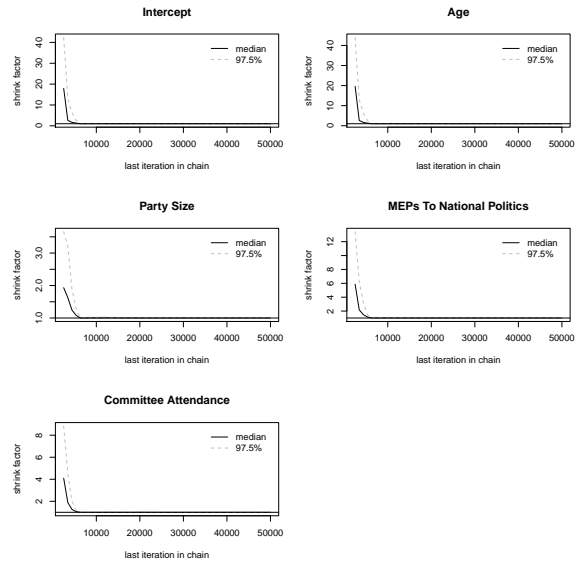 Intercept
shrink factor
0 10 20 30 40
median
97.5%
10000 20000 30000 40000 50000
last iteration in chain
Age
shrink factor
0 10 20 30 40
median
97.5%
10000 20000 30000 40000 50000
last iteration in chain
Party Size
shrink factor
1.0 2.0 3.0
median
97.5%
10000 20000 30000 40000 50000
last iteration in chain
MEPs To National Politics
shrink factor
2 4 6 8 12
median
97.5%
10000 20000 30000 40000 50000
last iteration in chain
Committee Attendance
shrink factor
2 4 6 8
median
97.5%
10000 20000 30000 40000 50000
last iteration in chain